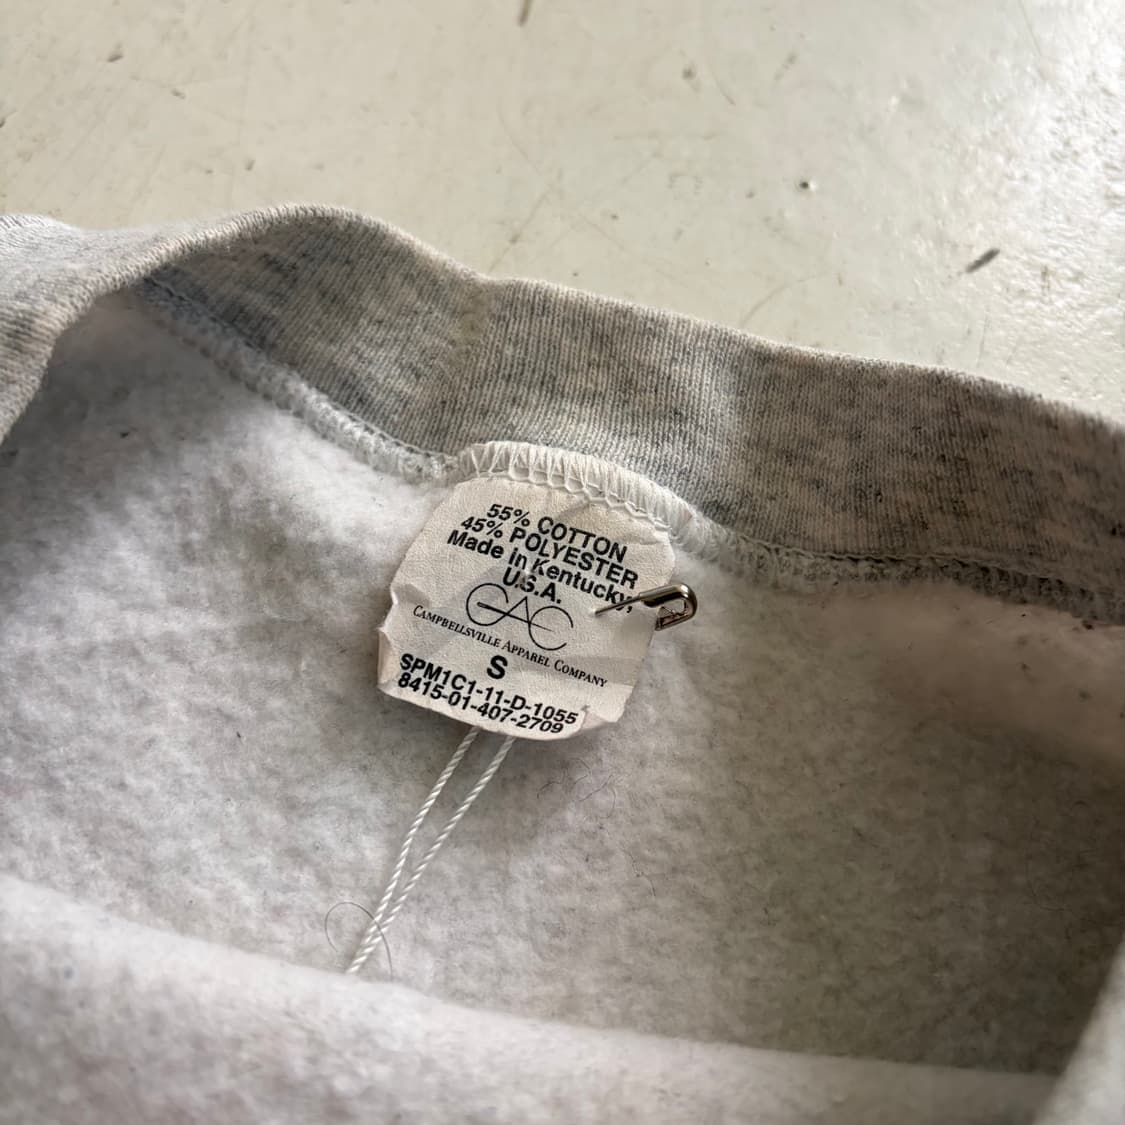 55% COTTON
45% POLYESTER
Made in Kentucky,
U.S.A.
CAC
CAMPBELLSVILLE APPAREL COMPANY
S
SPM1C1-11-D-1055
8415-01-407-2709